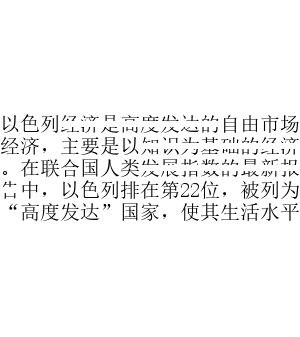 以色列经济是高度发达的自由市场
经济，主要是以知识为基础的经济
。在联合国人类发展指数的最新报
告中，以色列排在第22位，被列为
“高度发达”国家，使其生活水平